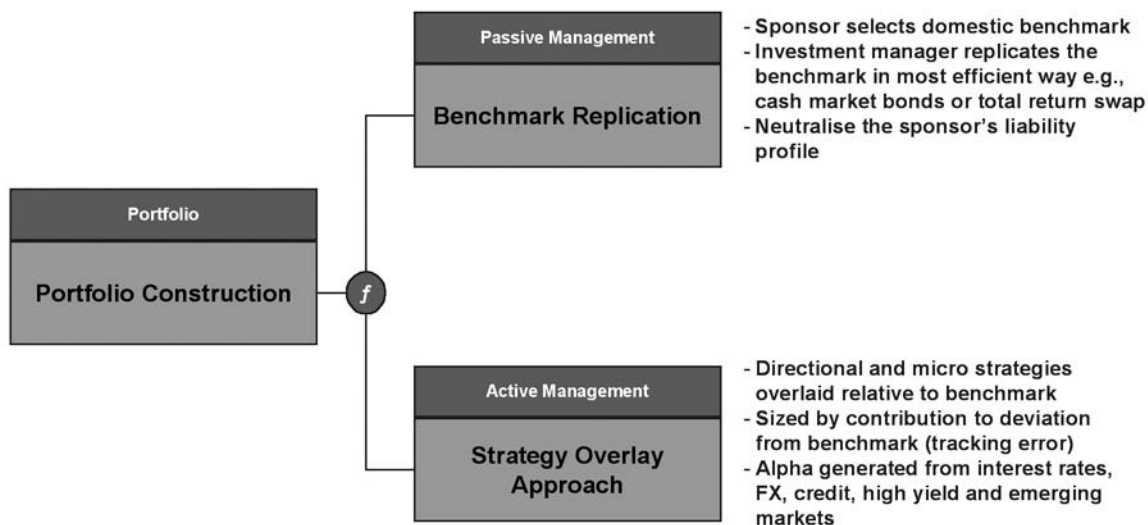 Passive Management
Benchmark Replication
- Sponsor selects domestic benchmark
- Investment manager replicates the
benchmark in most efficient way e.g.,
cash market bonds or total return swap
- Neutralise the sponsor's liability
profile
Portfolio
Portfolio Construction
f
Active Management
Strategy Overlay
Approach
- Directional and micro strategies
overlaid relative to benchmark
- Sized by contribution to deviation
from benchmark (tracking error)
- Alpha generated from interest rates,
FX, credit, high yield and emerging
markets